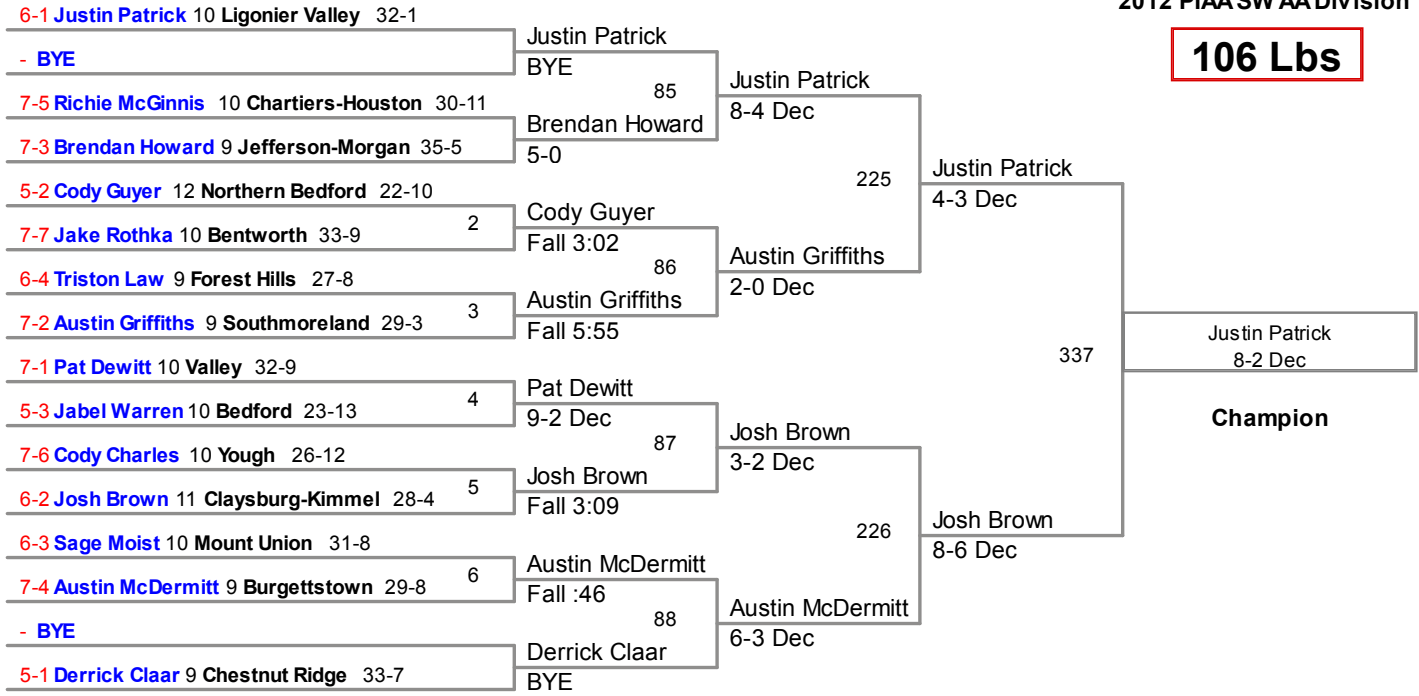 2012 PIAA SW AA Division
106 Lbs
6-1 Justin Patrick 10 Ligonier Valley 32-1
- BYE
7-5 Richie McGinnis 10 Chartiers-Houston 30-11
7-3 Brendan Howard 9 Jefferson-Morgan 35-5
5-2 Cody Guyer 12 Northern Bedford 22-10
7-7 Jake Rothka 10 Bentworth 33-9
2
6-4 Triston Law 9 Forest Hills 27-8
7-2 Austin Griffiths 9 Southmoreland 29-3
3
7-1 Pat Dewitt 10 Valley 32-9
5-3 Jabel Warren 10 Bedford 23-13
4
7-6 Cody Charles 10 Yough 26-12
6-2 Josh Brown 11 Claysburg-Kimmel 28-4
5
6-3 Sage Moist 10 Mount Union 31-8
7-4 Austin McDermitt 9 Burgettstown 29-8
6
- BYE
5-1 Derrick Claar 9 Chestnut Ridge 33-7
Justin Patrick
BYE
85
Brendan Howard
5-0
Cody Guyer
Fall 3:02
86
Austin Griffiths
Fall 5:55
Pat Dewitt
9-2 Dec
87
Josh Brown
Fall 3:09
Austin McDermitt
Fall :46
88
Derrick Claar
BYE
Justin Patrick
8-4 Dec
225
Austin Griffiths
2-0 Dec
Josh Brown
3-2 Dec
226
Austin McDermitt
6-3 Dec
Justin Patrick
4-3 Dec
337
Josh Brown
8-6 Dec
Justin Patrick
8-2 Dec
Champion